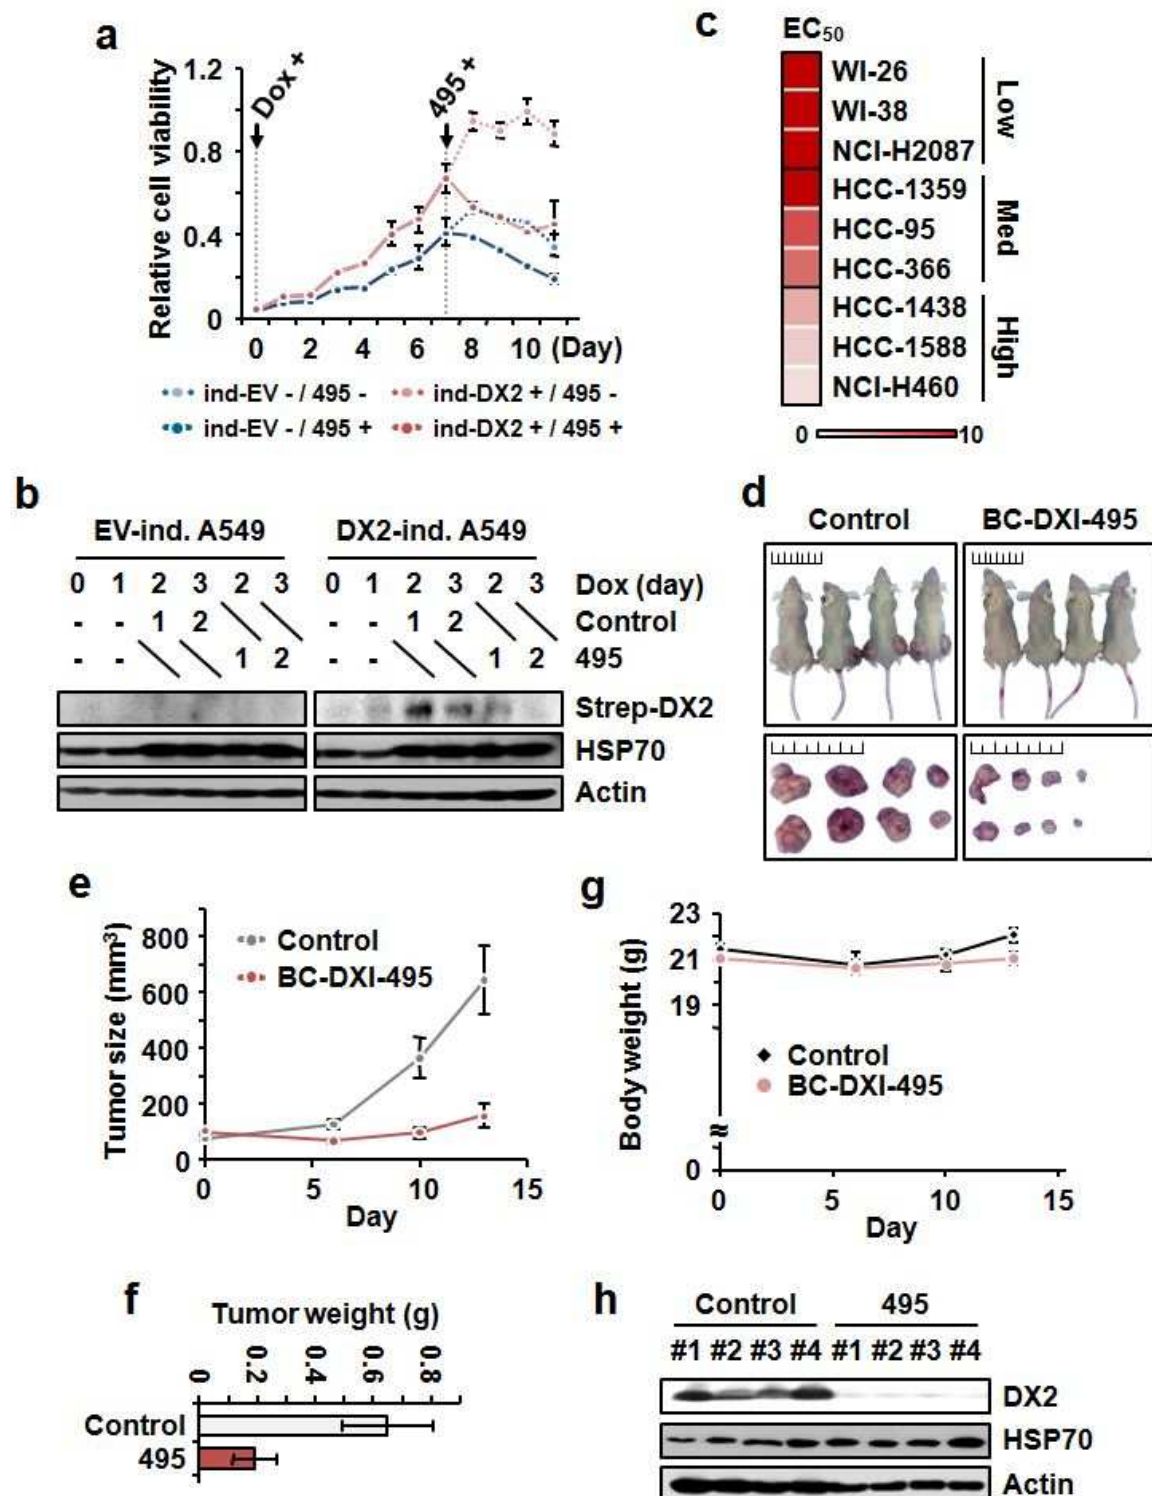 a
Relative cell viability
1.2
0.8
0.4
0
Dox +
495 +
0 2 4 6 8 10 (Day)
ind-EV - / 495 - ind-DX2 + / 495 -
ind-EV - / 495 + ind-DX2 + / 495 +
c
EC50
WI-26
WI-38
NCI-H2087
HCC-1359
HCC-95
HCC-366
HCC-1438
HCC-1588
NCI-H460
Low
Med
High
0 10
b
EV-ind. A549 DX2-ind. A549
0 1 2 3 2 3 0 1 2 3 2 3 Dox (day)
- - 1 2 - - 1 2 Control
- - 1 2 - - 1 2 495
Strep-DX2
HSP70
Actin
d
Control BC-DXI-495
e
Tumor size (mm3)
800
600
400
200
0
Control
BC-DXI-495
0 5 10 15
Day
g
Body weight (g)
23
21
19
0
Control
BC-DXI-495
0 5 10 15
Day
f
Tumor weight (g)
0 0.2 0.4 0.6 0.8
Control
495
h
Control 495
#1 #2 #3 #4 #1 #2 #3 #4
DX2
HSP70
Actin